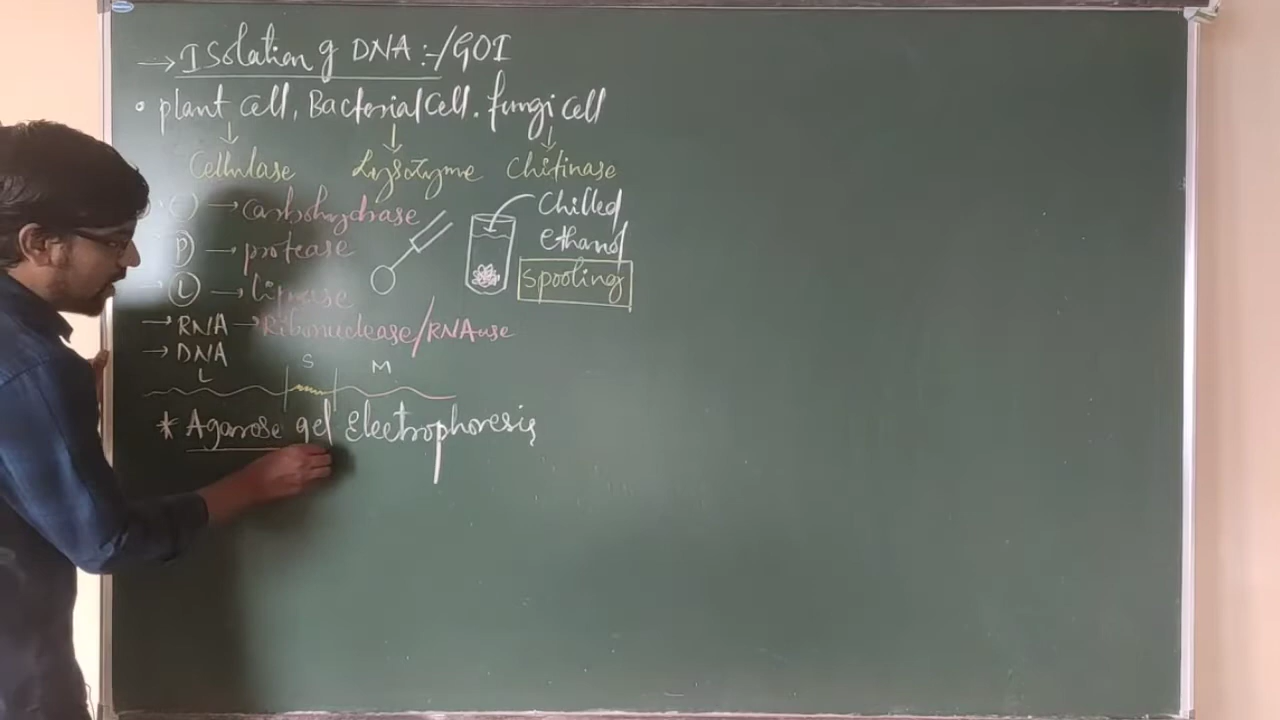 → Isolation of DNA :-/GOI
• plant cell, Bacterial cell. fungi cell
Cellulase Lysozyme Chitinase
→ carbohydrase
P → protease
L → lipase
Chilled
ethanol
Spooling
→ RNA → Ribonuclease/RNAase
→ DNA
L S M
* Agarose gel Electrophoresis